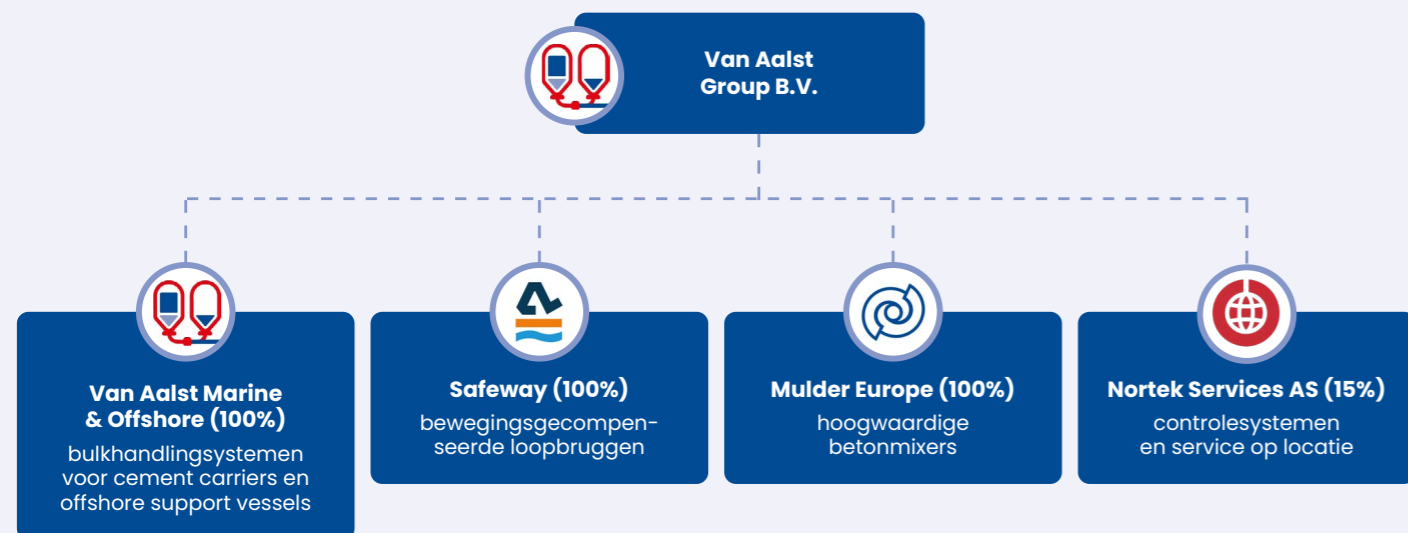 Van Aalst
Group B.V.
Van Aalst Marine
& Offshore (100%)
bulkhandlingsystemen
voor cement carriers en
offshore support vessels
Safeway (100%)
bewegingsgecompen-
seerde loopbruggen
Mulder Europe (100%)
hoogwaardige
betonmixers
Nortek Services AS (15%)
controlesystemen
en service op locatie